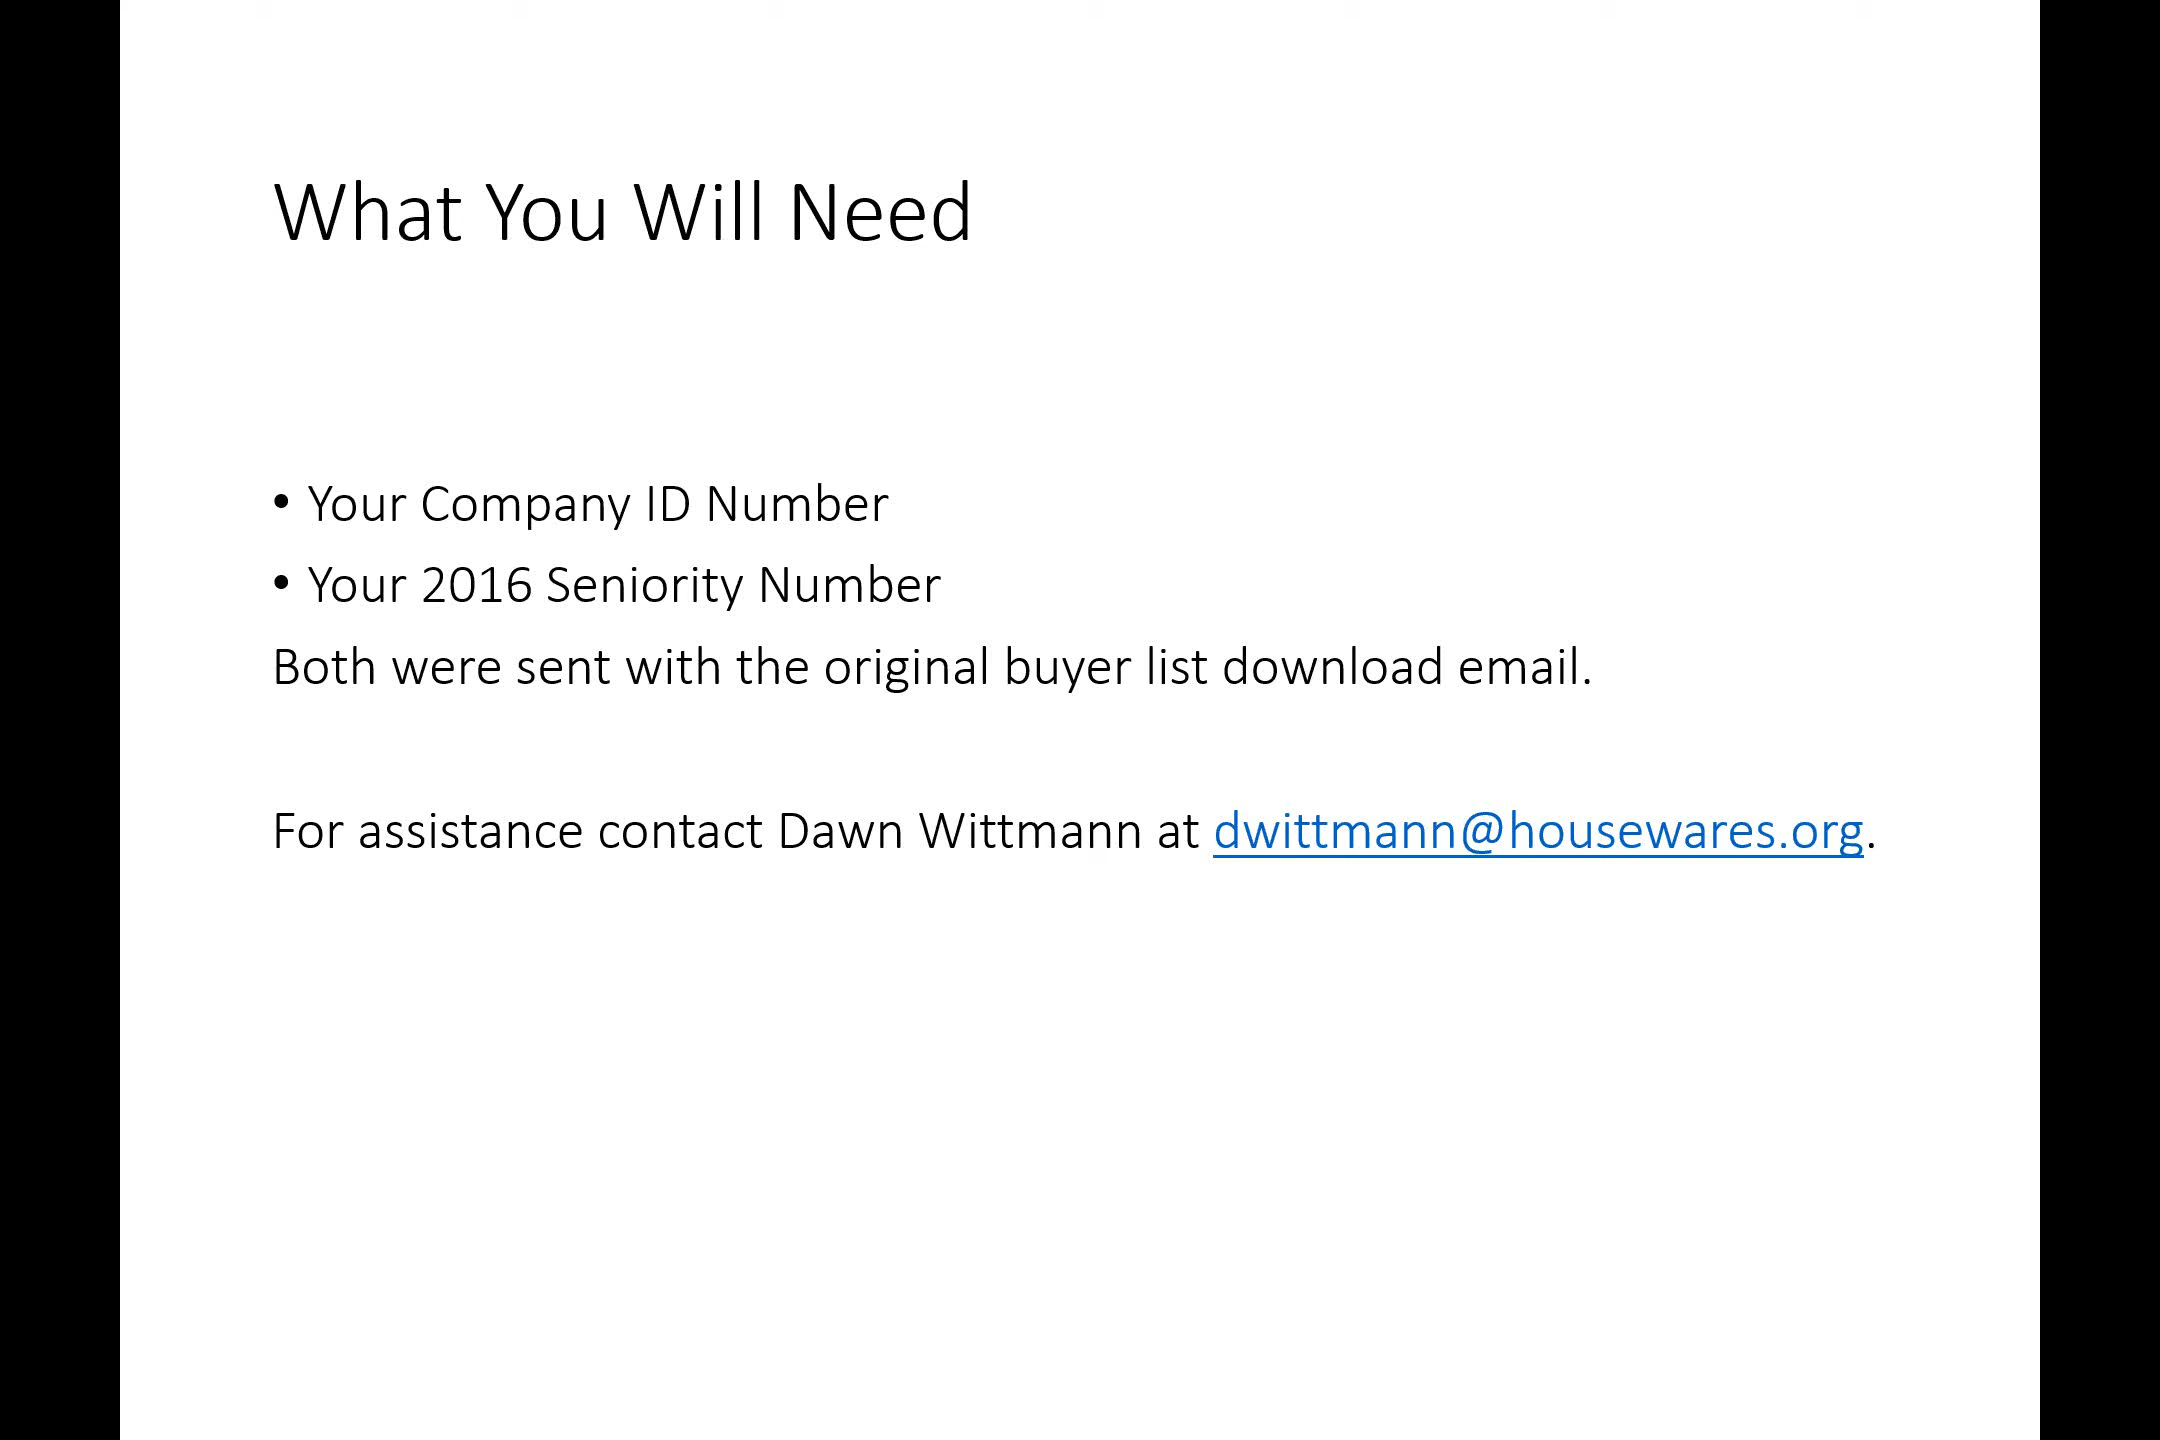 What You Will Need
• Your Company ID Number
• Your 2016 Seniority Number
Both were sent with the original buyer list download email.
For assistance contact Dawn Wittmann at dwittmann@housewares.org.